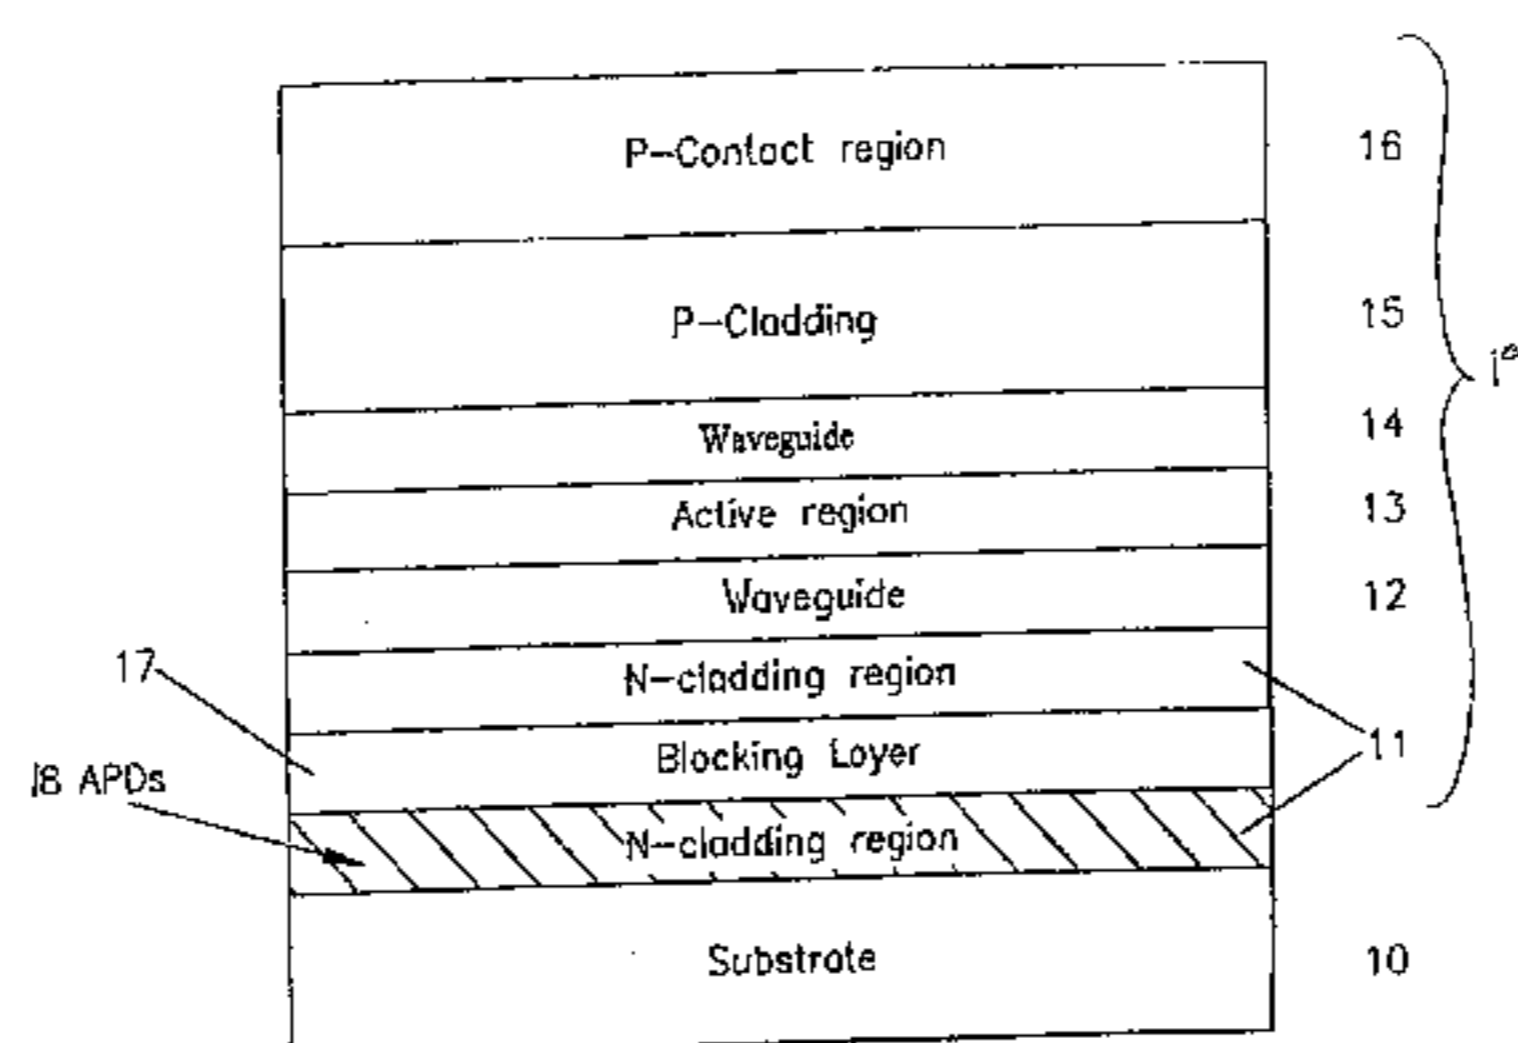 P-Contact region 16
P-Cladding 15
Waveguide 14
Active region 13
Waveguide 12
17 N-cladding region
Blocking Loyer 11
18 APDs
N-cladding region
Substrate 10